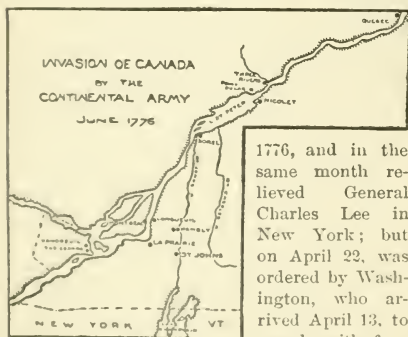 QUEBEC
INVASION OF CANADA
BY THE
CONTINENTAL ARMY
JUNE 1776
THREE RIVERS
NICOLET
ST PETER
SOREL
CHAMBLY
LA PRAIRIE
ST JOHNS
NEW YORK
VT
1776, and in the
same month re-
lieved General
Charles Lee in
New York; but
on April 22, was
ordered by Wash-
ington, who ar-
rived April 13, to